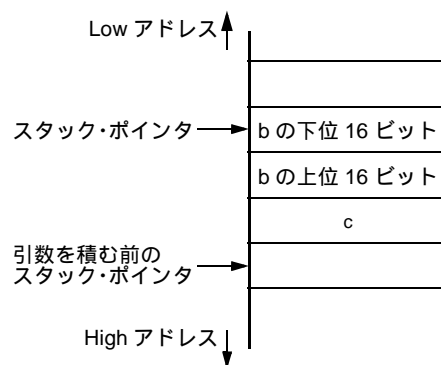 Low アドレス
スタック・ポインタ
b の下位 16 ビット
b の上位 16 ビット
c
引数を積む前の
スタック・ポインタ
High アドレス